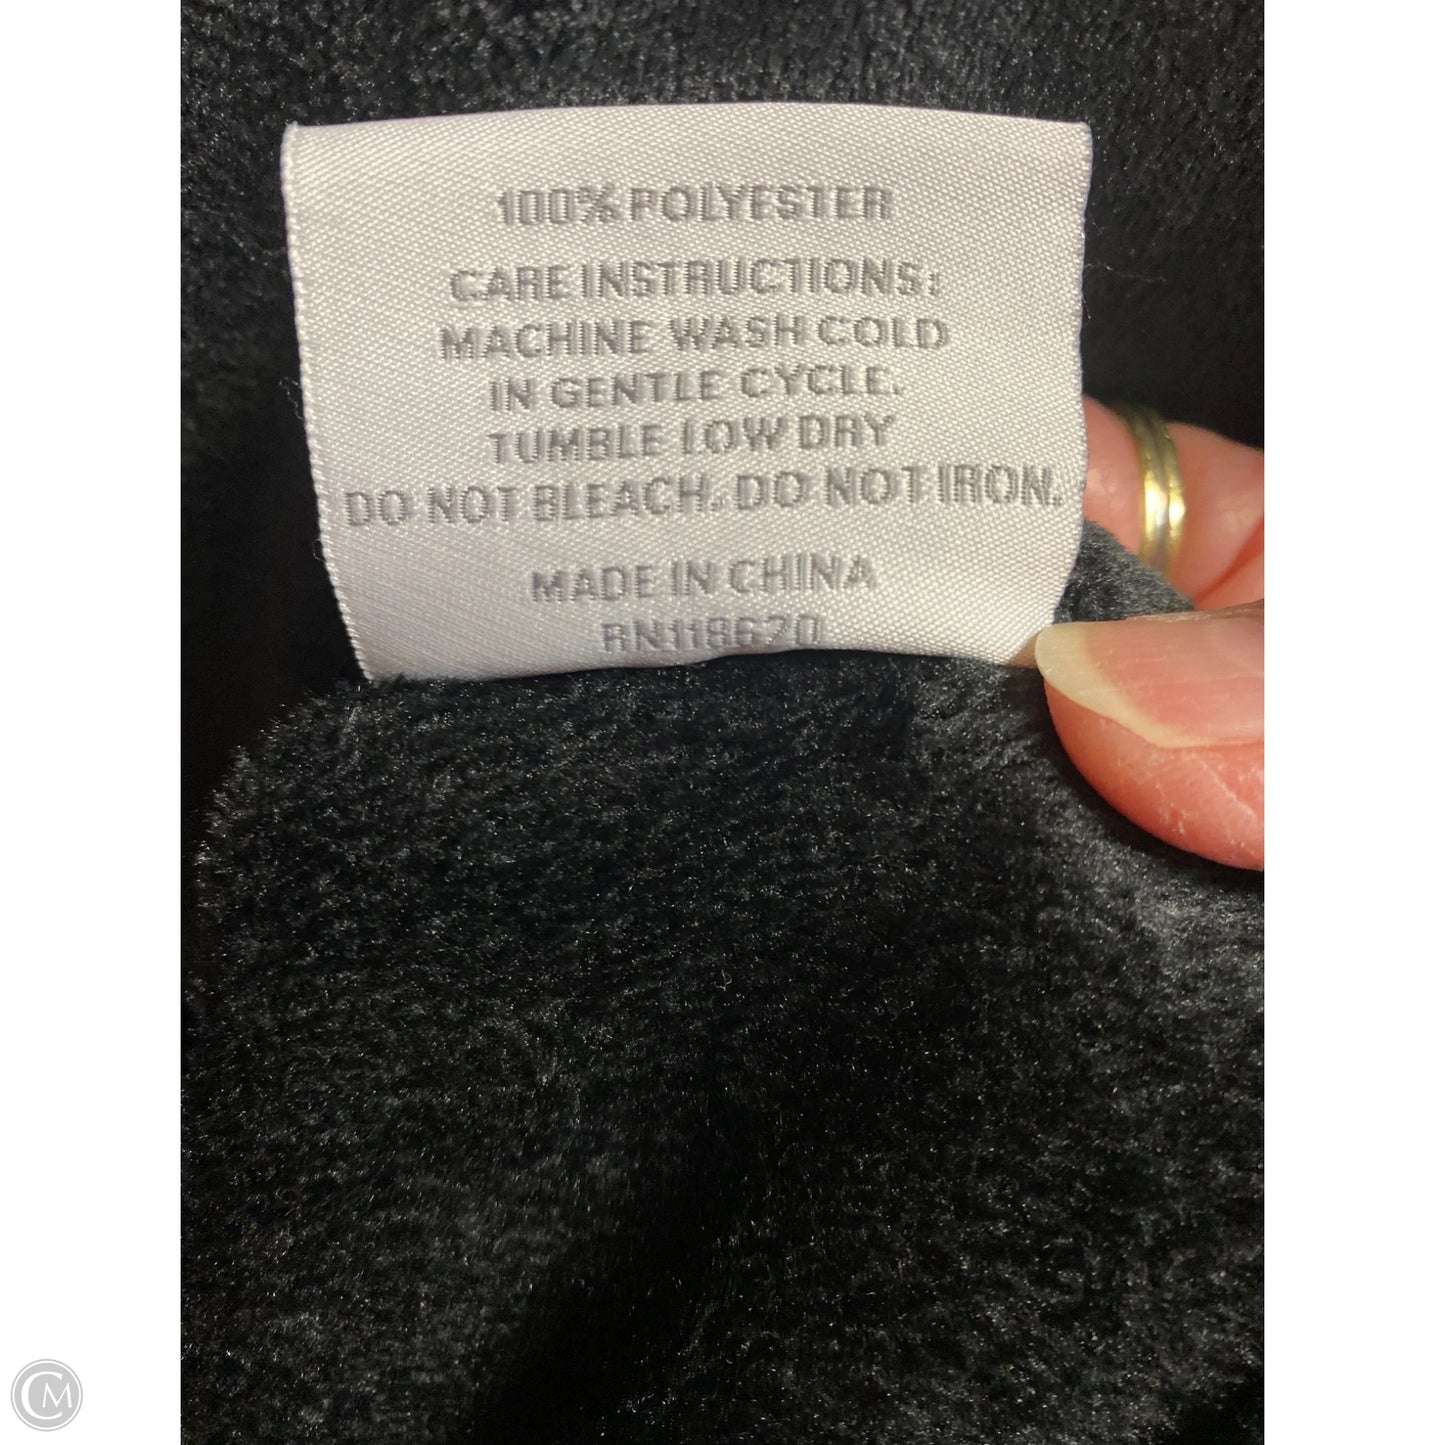 100% POLYESTER
CARE INSTRUCTIONS:
MACHINE WASH COLD
IN GENTLE CYCLE.
TUMBLE LOW DRY
DO NOT BLEACH. DO NOT IRON.
MADE IN CHINA
RN118620
CM